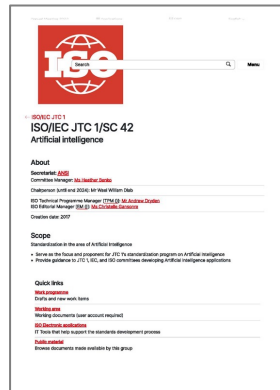 ISO
Search
Menu
ISO/IEC JTC 1
ISO/IEC JTC 1/SC 42
Artificial intelligence
About
Secretariat: ANSI
Committee Manager: Ms Heather Benko
Chairperson (until end 2024): Mr Wael William Diab
ISO Technical Programme Manager [TPM]: Mr Andrew Dryden
ISO Editorial Manager [EM]: Ms Christelle Gansonre
Creation date: 2017
Scope
Standardization in the area of Artificial Intelligence
• Serve as the focus and proponent for JTC 1's standardization program on Artificial Intelligence
• Provide guidance to JTC 1, IEC, and ISO committees developing Artificial Intelligence applications
Quick links
Work programme
Drafts and new work items
Working area
Working documents (user account required)
ISO Electronic applications
IT Tools that help support the standards development process
Public material
Browse documents made available by this group